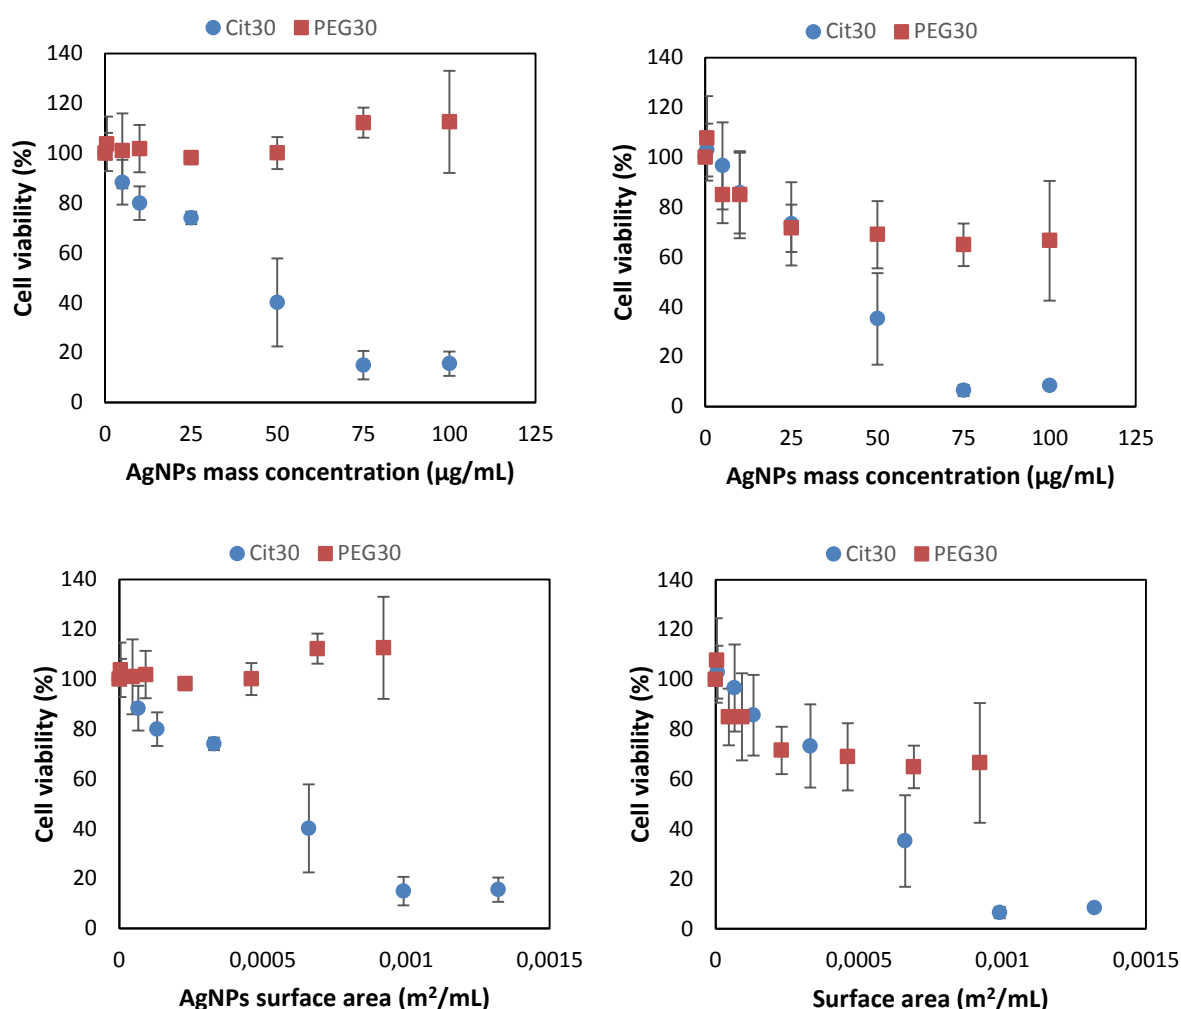 Cit30 PEG30
140
120
100
80
60
40
20
0
Cell viability (%)
0 25 50 75 100 125
AgNPs mass concentration (µg/mL)
Cit30 PEG30
140
120
100
80
60
40
20
0
Cell viability (%)
0 25 50 75 100 125
AgNPs mass concentration (µg/mL)
Cit30 PEG30
140
120
100
80
60
40
20
0
Cell viability (%)
0 0,0005 0,001 0,0015
AgNPs surface area (m²/mL)
Cit30 PEG30
140
120
100
80
60
40
20
0
Cell viability (%)
0 0,0005 0,001 0,0015
Surface area (m²/mL)